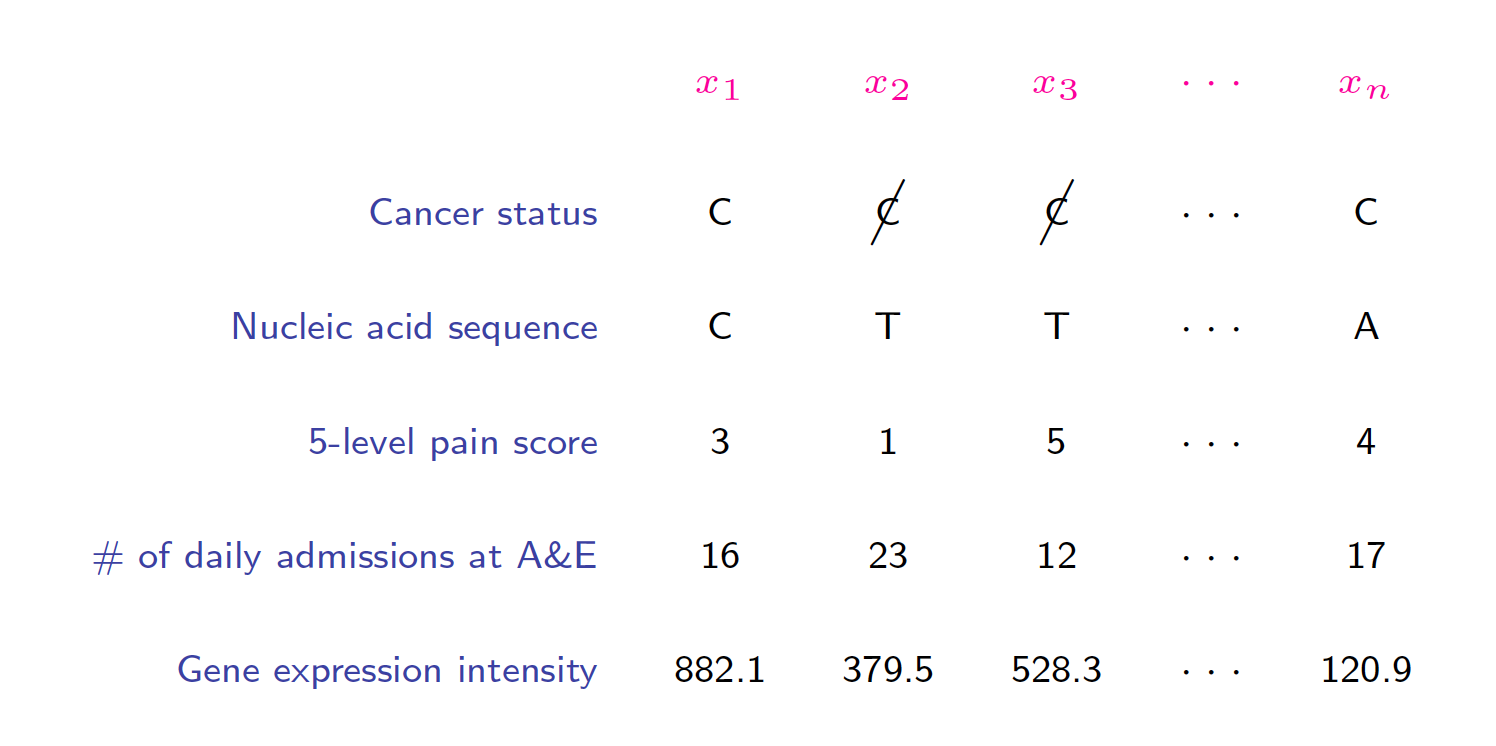 x₁ x₂ x₃ ··· xₙ
Cancer status C C̸ C̸ ··· C
Nucleic acid sequence C T T ··· A
5-level pain score 3 1 5 ··· 4
# of daily admissions at A&E 16 23 12 ··· 17
Gene expression intensity 882.1 379.5 528.3 ··· 120.9